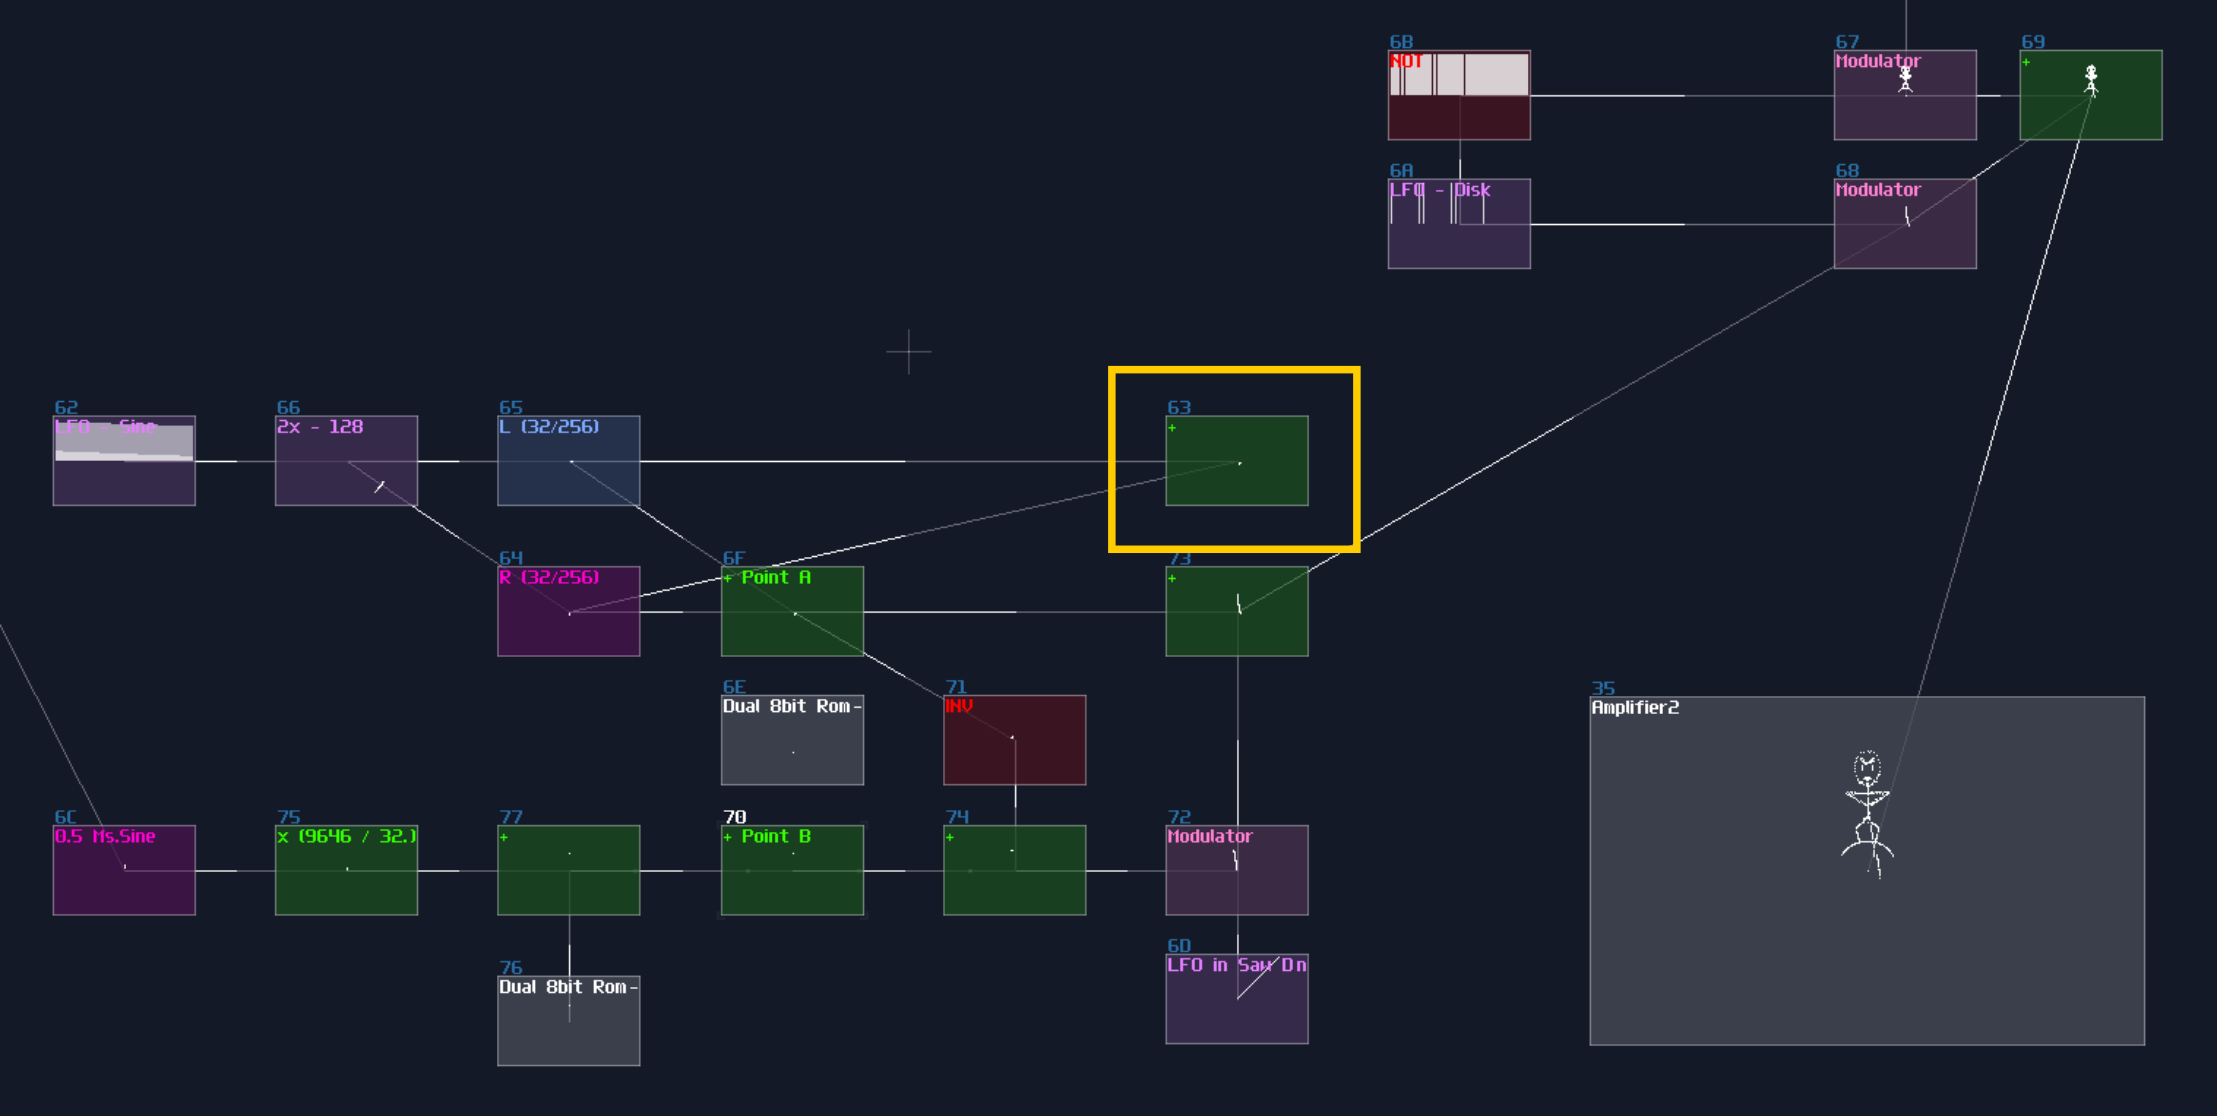 6B
NOT
67
Modulator
69
+
6A
LFO - Disk
68
Modulator
62
LFO - Sine
66
2x - 128
65
L (32/256)
63
+
64
R (32/256)
6F
+ Point A
73
+
6E
Dual 8bit Rom-
71
INV
35
Amplifier2
6C
0.5 Ms.Sine
75
x (9646 / 32.)
77
+
70
+ Point B
74
+
72
Modulator
76
Dual 8bit Rom-
6D
LFO in Saw Dn